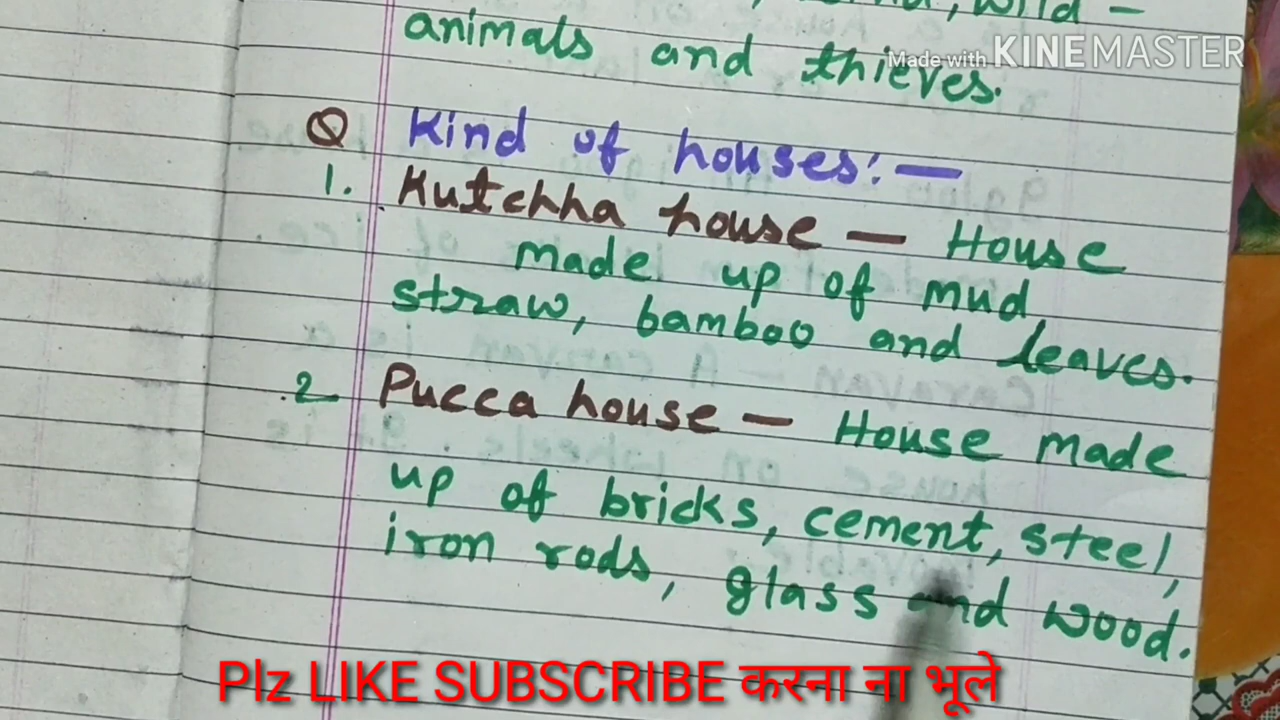 wild -
animals and thieves.
Made with KINEMASTER
Q Kind of houses:-
1. Kutchha house - House
made up of mud,
straw, bamboo and leaves.
2 Pucca house - House made
up of bricks, cement, steel,
iron rods, glass and wood.
Plz LIKE SUBSCRIBE करना ना भूले